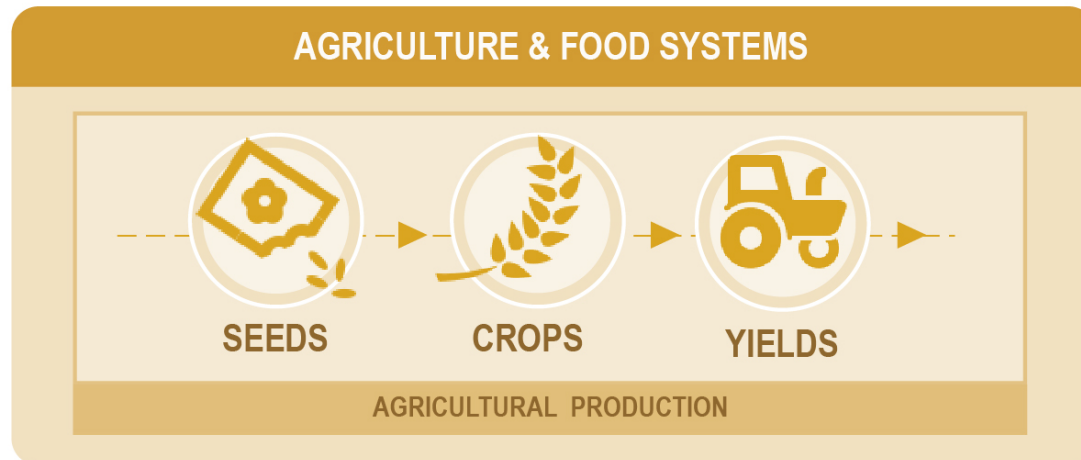 AGRICULTURE & FOOD SYSTEMS
SEEDS
CROPS
YIELDS
AGRICULTURAL PRODUCTION